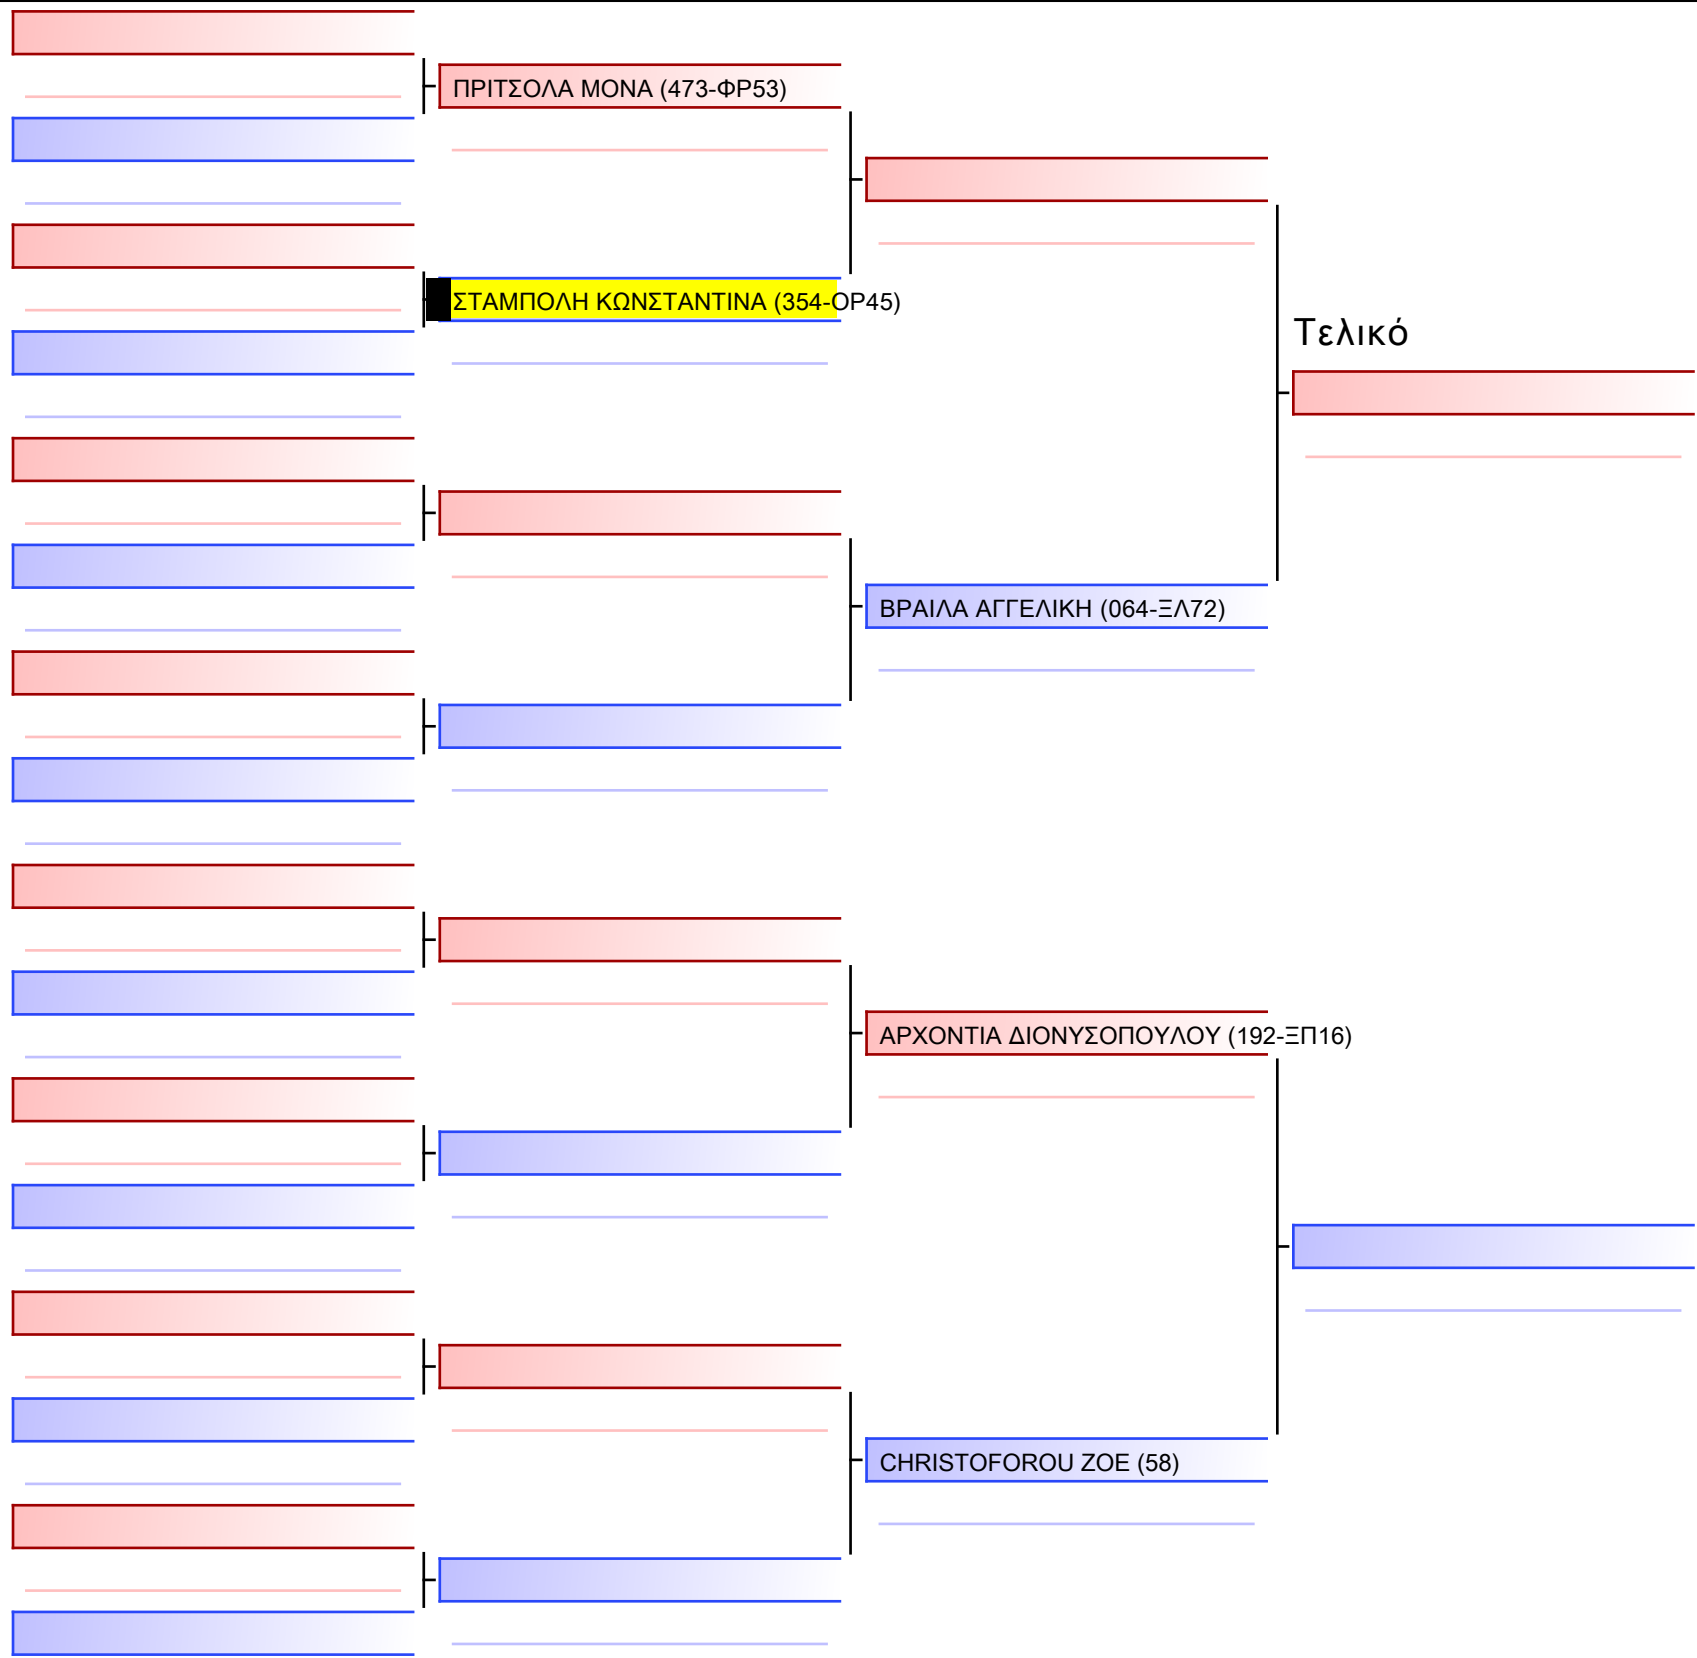 ΠΡΙΤΣΟΛΑ ΜΟΝΑ (473-ΦΡ53)
ΣΤΑΜΠΟΛΗ ΚΩΝΣΤΑΝΤΙΝΑ (354-ΟΡ45)
Τελικό
ΒΡΑΙΛΑ ΑΓΓΕΛΙΚΗ (064-ΞΛ72)
ΑΡΧΟΝΤΙΑ ΔΙΟΝΥΣΟΠΟΥΛΟΥ (192-ΞΠ16)
CHRISTOFOROU ZOE (58)